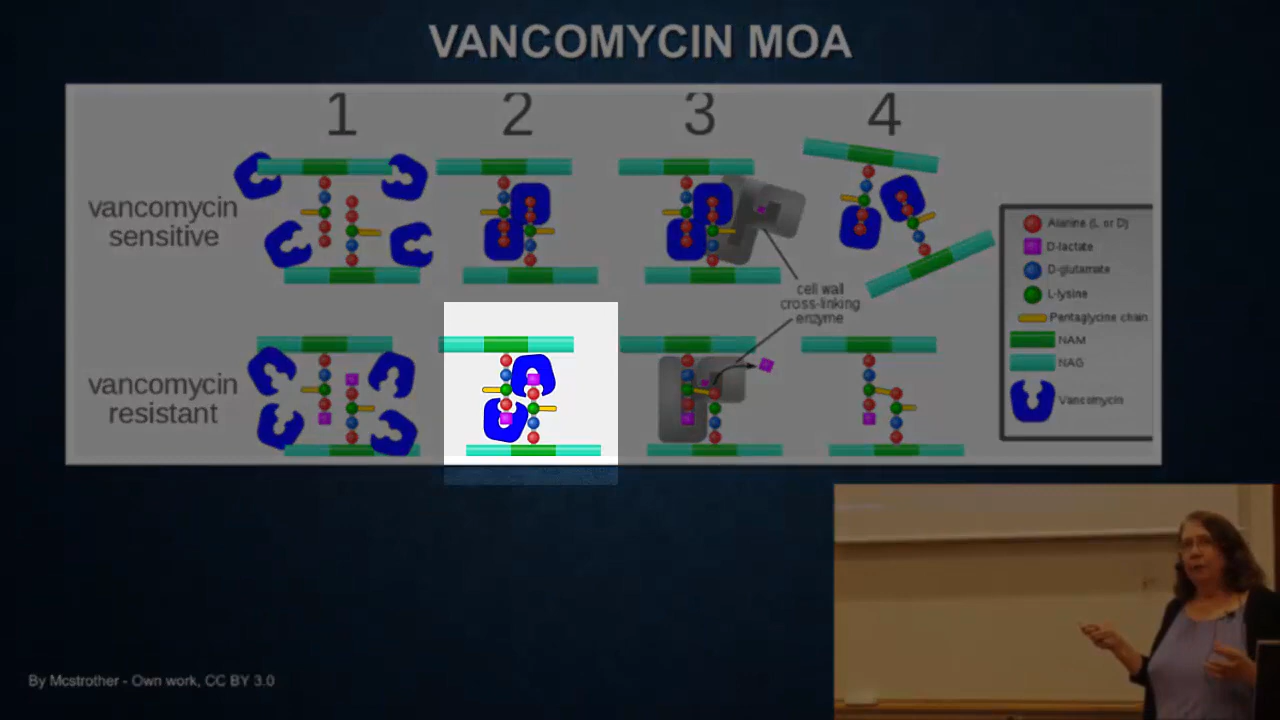 VANCOMYCIN MOA
1 2 3 4
vancomycin
sensitive
Alanine (L or D)
D-lactate
D-glutamate
L-lysine
Pentaglycine chain
NAM
NAG
Vancomycin
cell wall
cross-linking
enzyme
vancomycin
resistant
By Mcstrother - Own work, CC BY 3.0